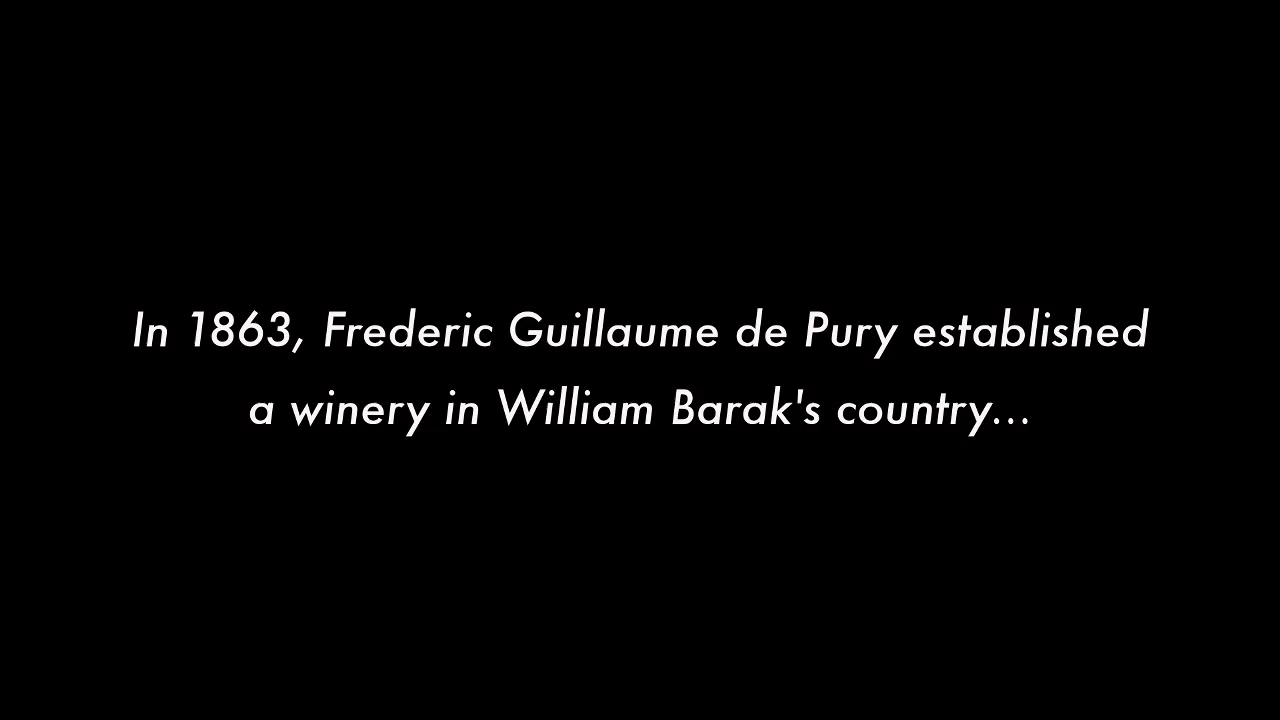 In 1863, Frederic Guillaume de Pury established
a winery in William Barak's country...